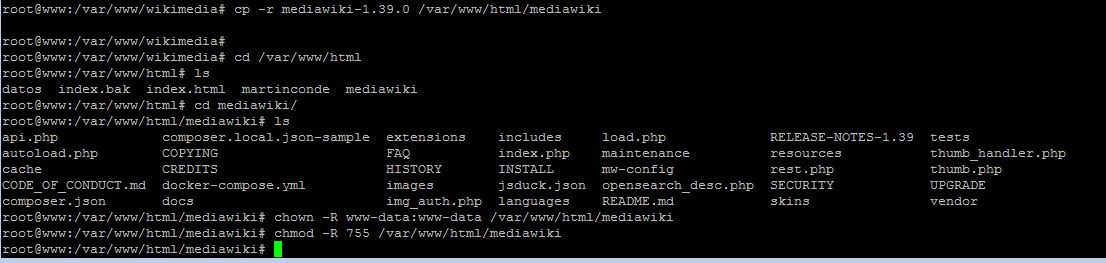 root@www:/var/www/wikimedia# cp -r mediawiki-1.39.0 /var/www/html/mediawiki
root@www:/var/www/wikimedia#
root@www:/var/www/wikimedia# cd /var/www/html
root@www:/var/www/html# ls
datos  index.bak  index.html  martinconde  mediawiki
root@www:/var/www/html# cd mediawiki/
root@www:/var/www/html/mediawiki# ls
api.php             composer.local.json-sample  extensions    includes     load.php             RELEASE-NOTES-1.39  tests
autoload.php        COPYING                     FAQ           index.php    maintenance          resources           thumb_handler.php
cache               CREDITS                     HISTORY       INSTALL      mw-config            rest.php            thumb.php
CODE_OF_CONDUCT.md  docker-compose.yml          images        jsduck.json  opensearch_desc.php  SECURITY            UPGRADE
composer.json       docs                        img_auth.php  languages    README.md            skins               vendor
root@www:/var/www/html/mediawiki# chown -R www-data:www-data /var/www/html/mediawiki
root@www:/var/www/html/mediawiki# chmod -R 755 /var/www/html/mediawiki
root@www:/var/www/html/mediawiki#